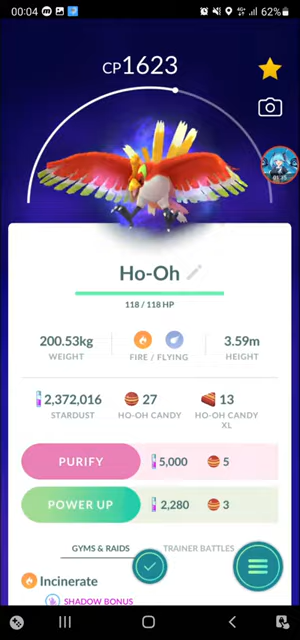 00:04
62%
CP1623
Ho-Oh
118 / 118 HP
200.53kg
WEIGHT
FIRE / FLYING
3.59m
HEIGHT
2,372,016
STARDUST
27
HO-OH CANDY
13
HO-OH CANDY
XL
PURIFY
5,000
5
POWER UP
2,280
3
GYMS & RAIDS
TRAINER BATTLES
Incinerate
SHADOW BONUS